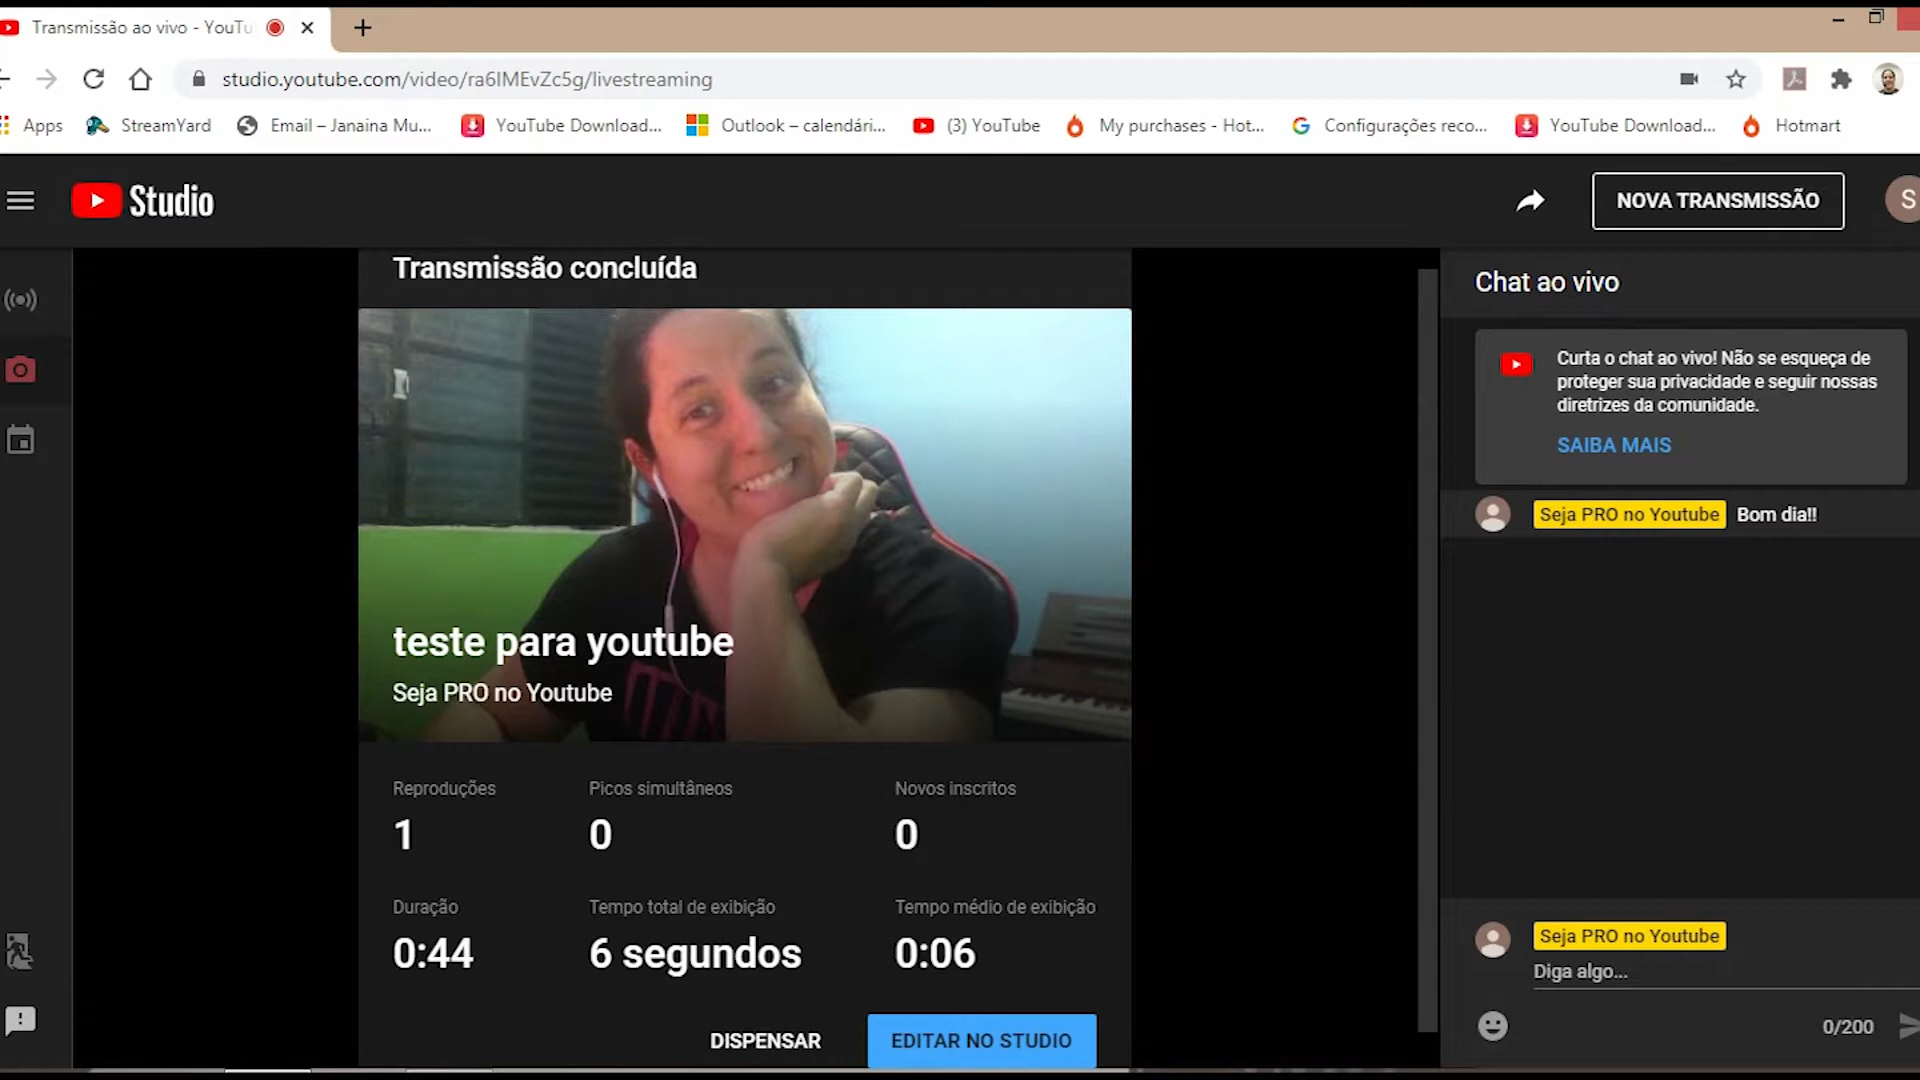 Transmissão ao vivo - YouTu
studio.youtube.com/video/ra6lMEvZc5g/livestreaming
Apps StreamYard Email – Janaina Mu... YouTube Download... Outlook – calendári... (3) YouTube My purchases - Hot... Configurações reco... YouTube Download... Hotmart
Studio
NOVA TRANSMISSÃO
S
Transmissão concluída
teste para youtube
Seja PRO no Youtube
Reproduções Picos simultâneos Novos inscritos
1 0 0
Duração Tempo total de exibição Tempo médio de exibição
0:44 6 segundos 0:06
DISPENSAR EDITAR NO STUDIO
Chat ao vivo
Curta o chat ao vivo! Não se esqueça de
proteger sua privacidade e seguir nossas
diretrizes da comunidade.
SAIBA MAIS
Seja PRO no Youtube Bom dia!!
Seja PRO no Youtube
Diga algo...
0/200